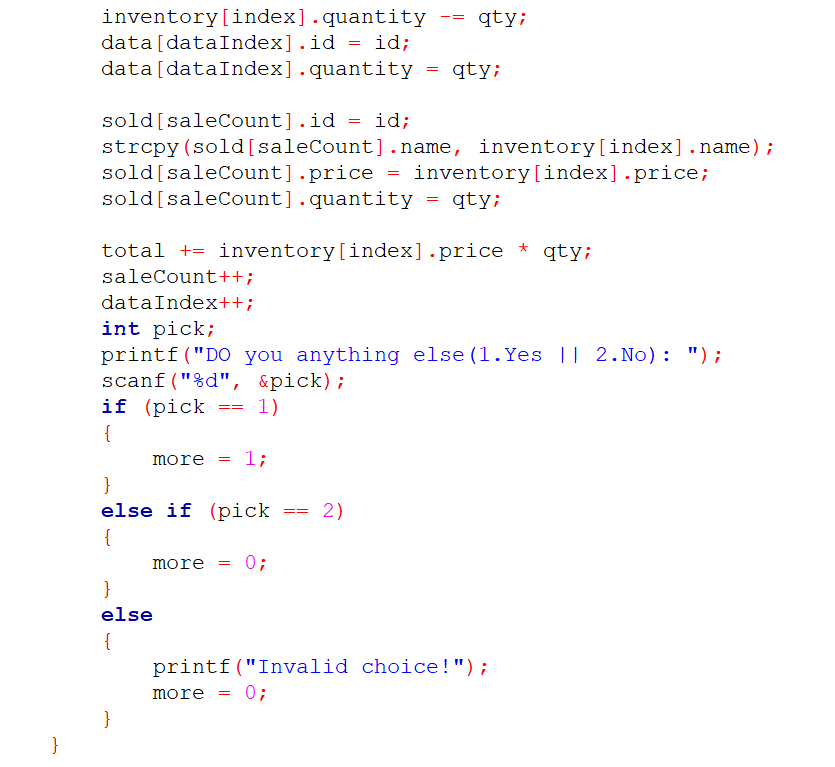 inventory[index].quantity -= qty;
data[dataIndex].id = id;
data[dataIndex].quantity = qty;
sold[saleCount].id = id;
strcpy(sold[saleCount].name, inventory[index].name);
sold[saleCount].price = inventory[index].price;
sold[saleCount].quantity = qty;
total += inventory[index].price * qty;
saleCount++;
dataIndex++;
int pick;
printf("DO you anything else(1.Yes || 2.No): ");
scanf("%d", &pick);
if (pick == 1)
{
more = 1;
}
else if (pick == 2)
{
more = 0;
}
else
{
printf("Invalid choice!");
more = 0;
}
}